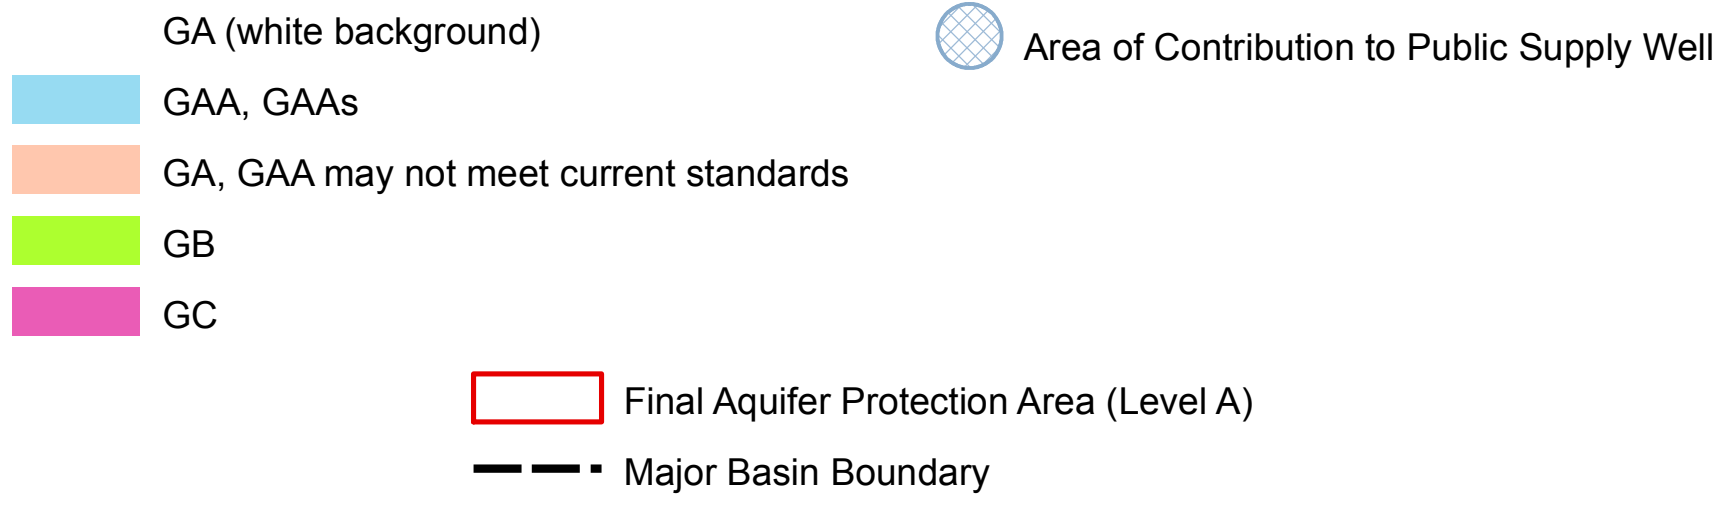 GA (white background)
Area of Contribution to Public Supply Well
GAA, GAAs
GA, GAA may not meet current standards
GB
GC
Final Aquifer Protection Area (Level A)
Major Basin Boundary